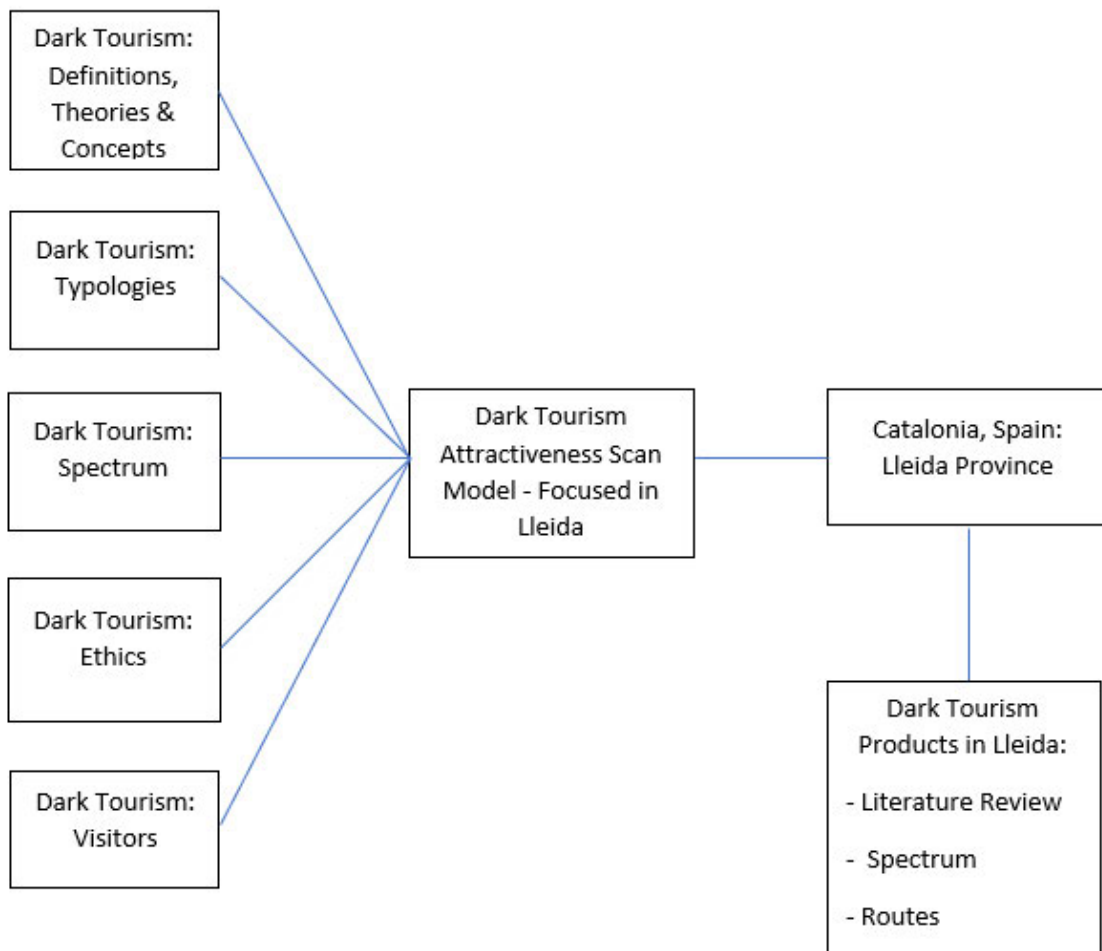 Dark Tourism:
Definitions,
Theories &
Concepts
Dark Tourism:
Typologies
Dark Tourism:
Spectrum
Dark Tourism:
Ethics
Dark Tourism:
Visitors
Dark Tourism
Attractiveness Scan
Model - Focused in
Lleida
Catalonia, Spain:
Lleida Province
Dark Tourism
Products in Lleida:
- Literature Review
- Spectrum
- Routes